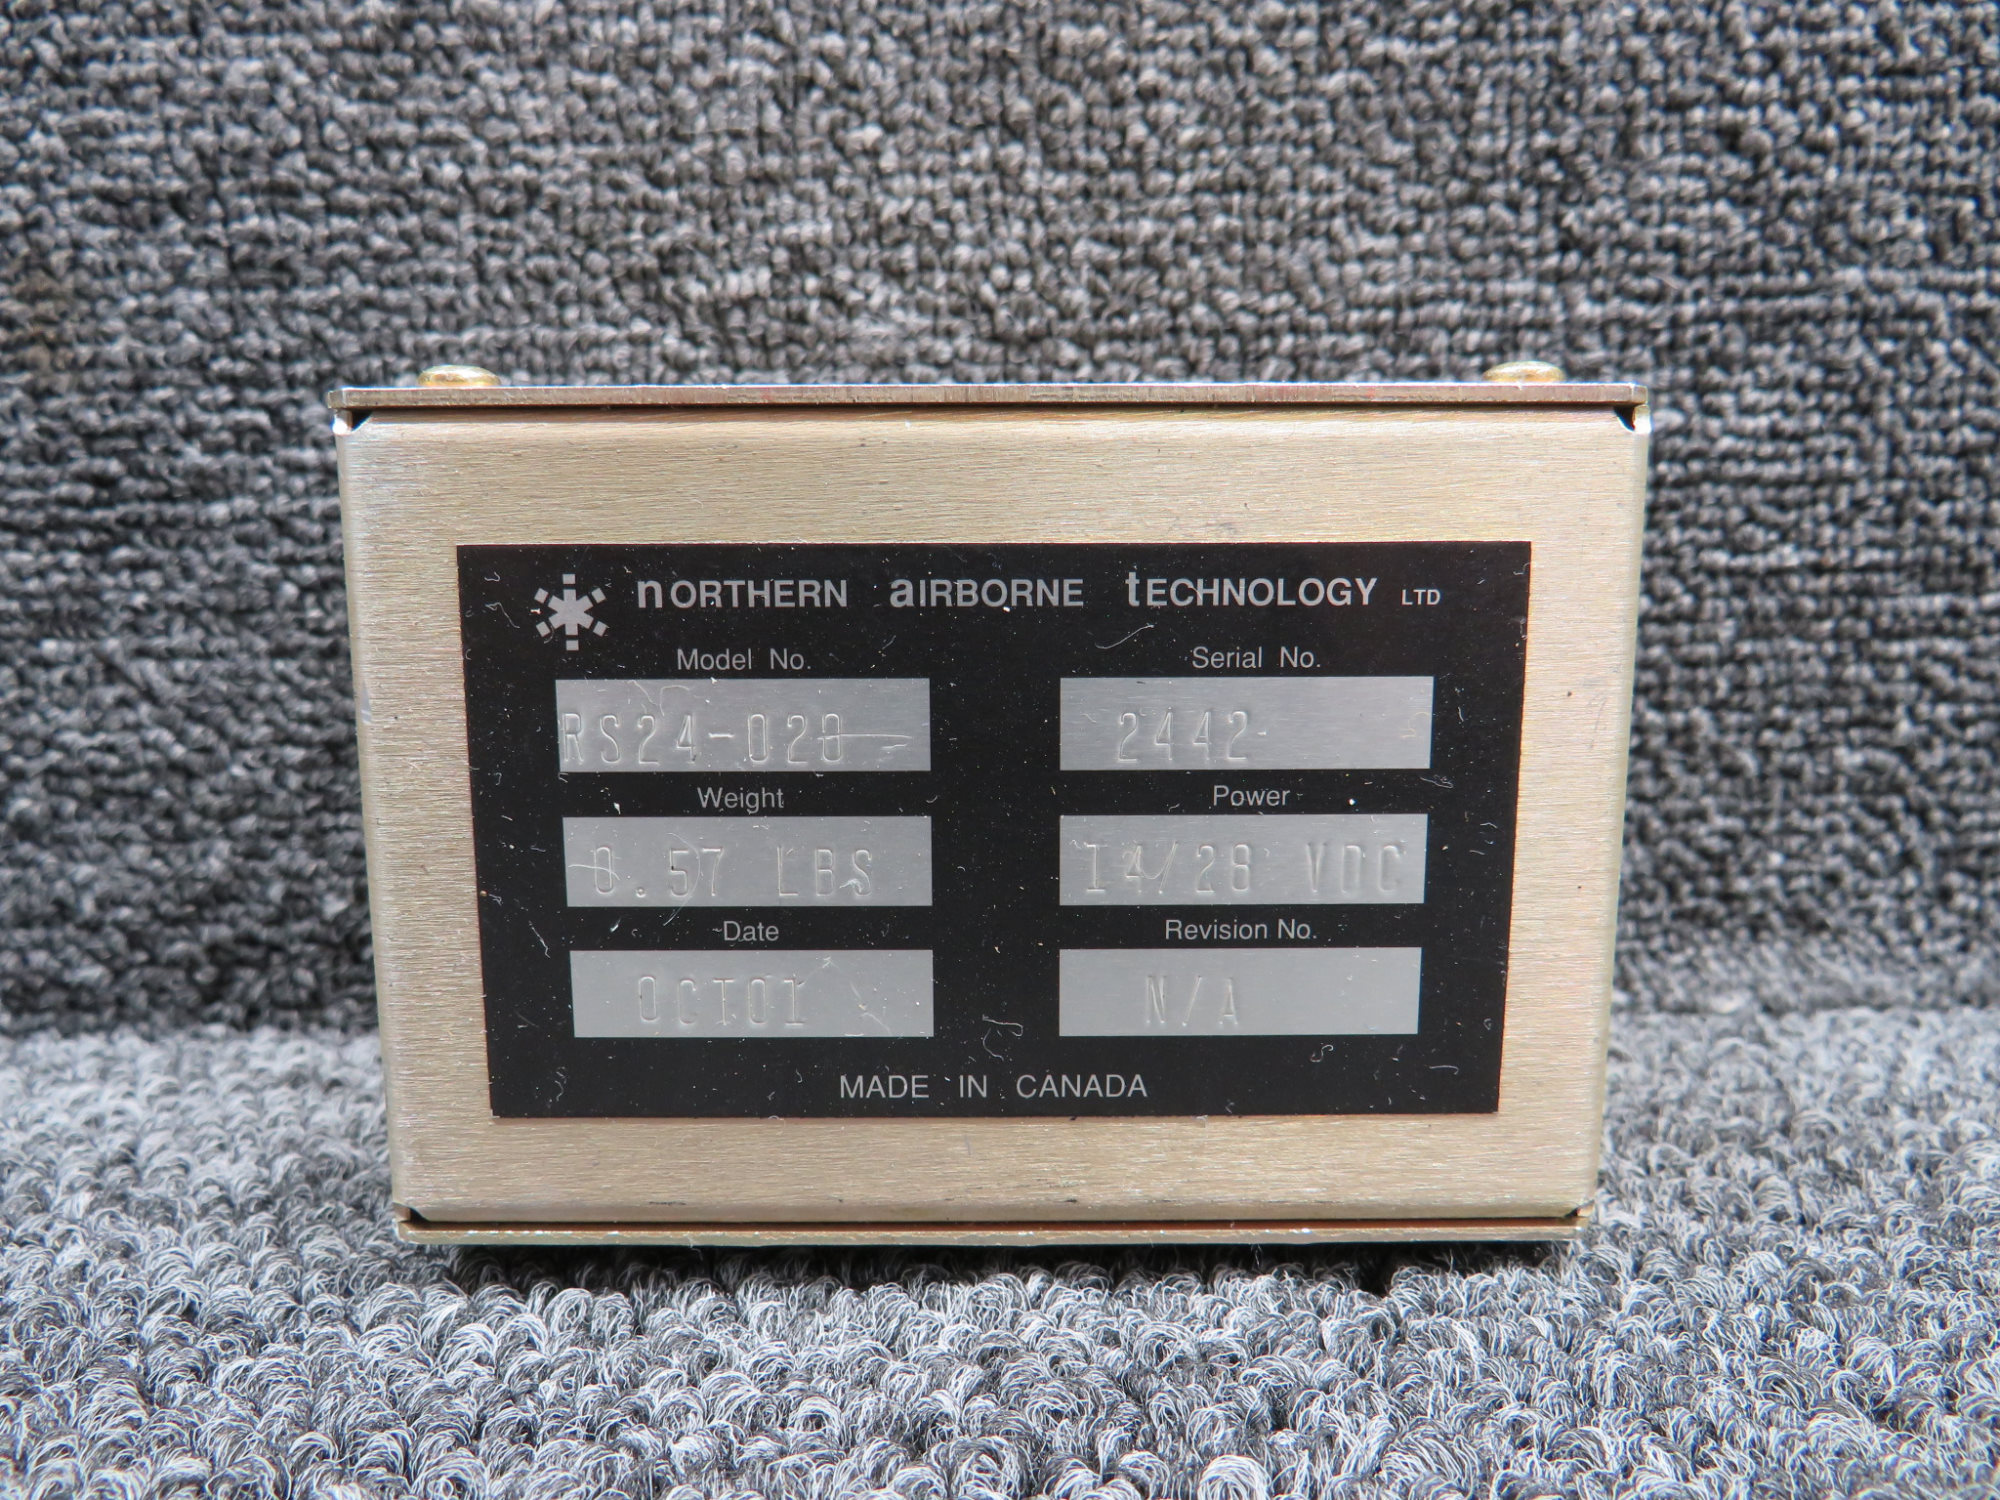 nORTHERN aIRBORNE tECHNOLOGY LTD
Model No. Serial No.
RS24-020 2442
Weight Power
0.57 LBS 14/28 VDC
Date Revision No.
OCT01 N/A
MADE IN CANADA